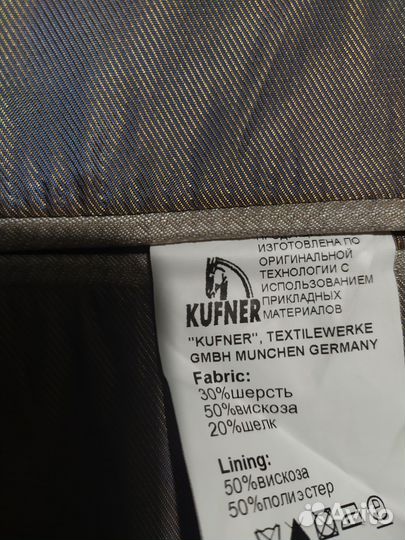 ИЗГОТОВЛЕНА ПО
ОРИГИНАЛЬНОЙ
ТЕХНОЛОГИИ С
ИСПОЛЬЗОВАНИЕМ
ПРИКЛАДНЫХ
МАТЕРИАЛОВ
KUFNER
"KUFNER", TEXTILEWERKE
GMBH MUNCHEN GERMANY
Fabric:
30%шерсть
50%вискоза
20%шелк
Lining:
50%вискоза
50%полиэстер
P
Avito